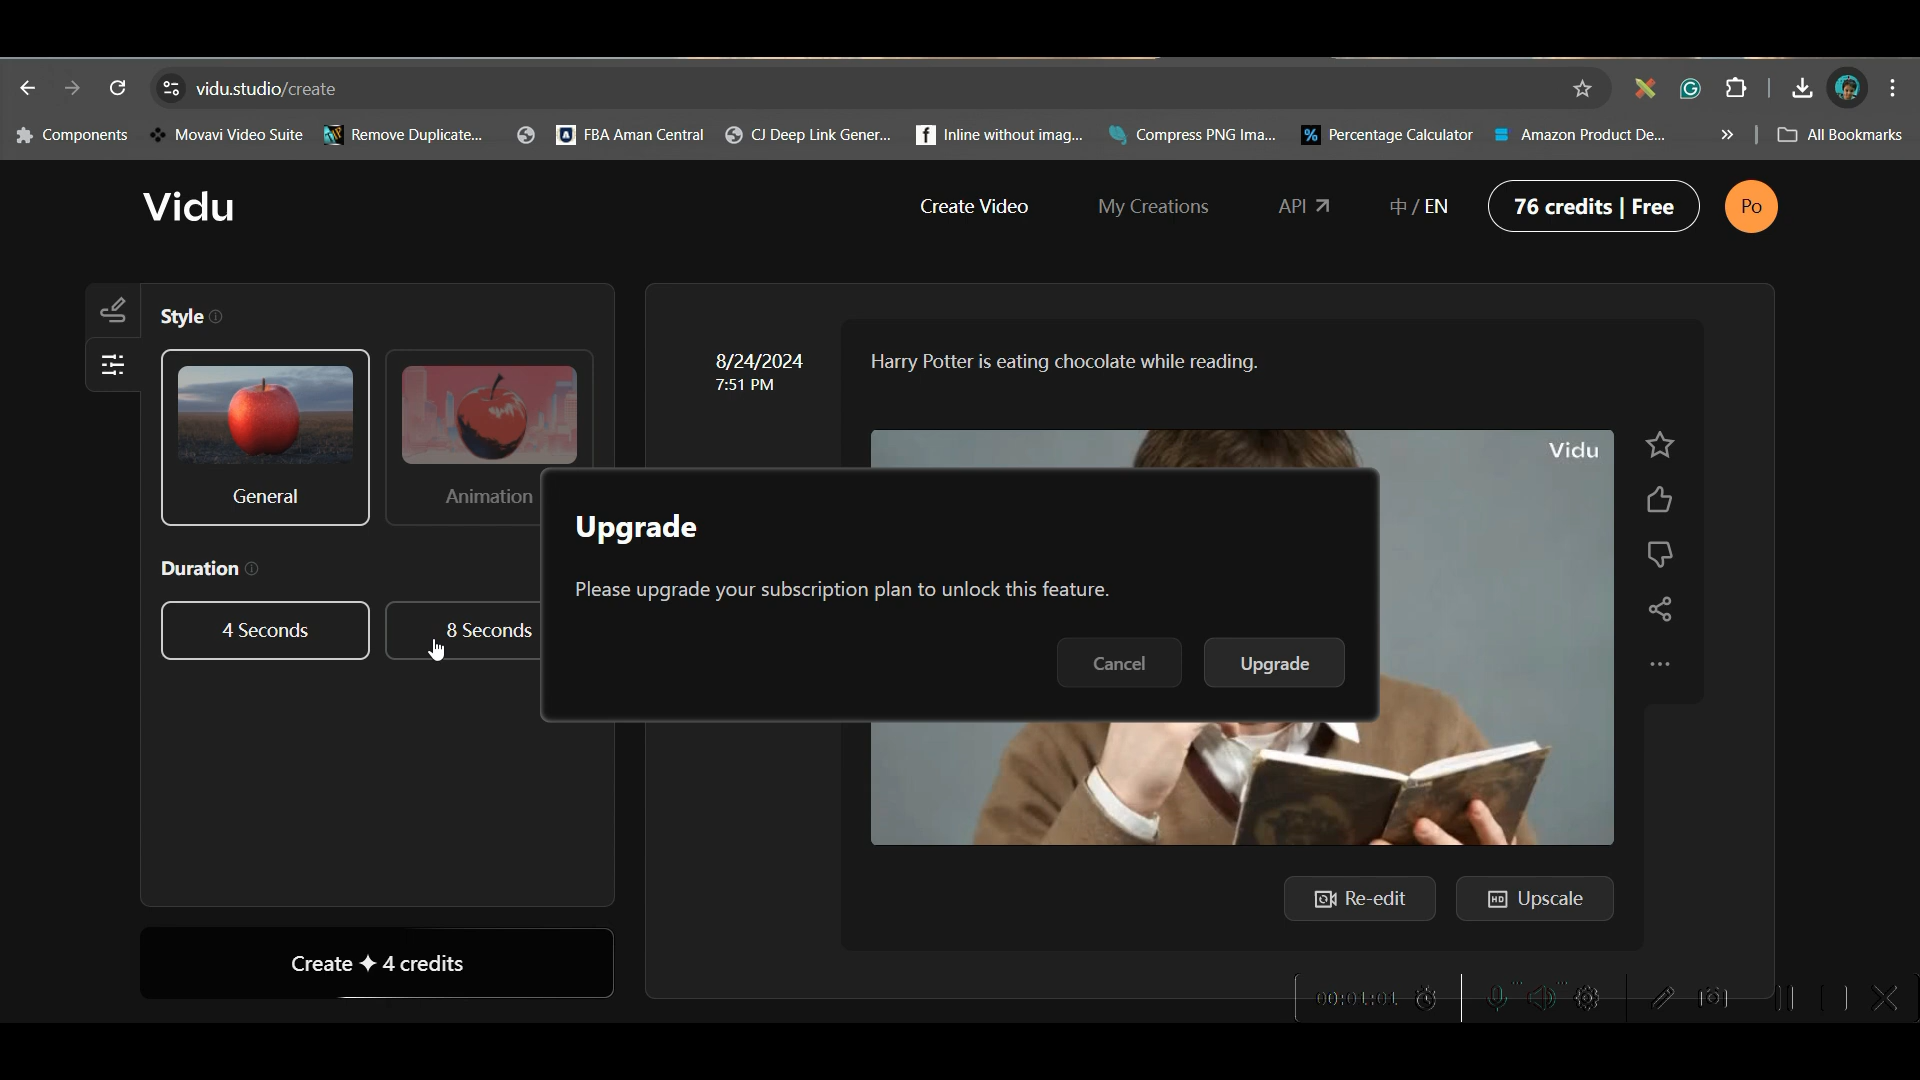 vidu.studio/create
Components
Movavi Video Suite
Remove Duplicate...
FBA Aman Central
CJ Deep Link Gener...
Inline without imag...
Compress PNG Ima...
Percentage Calculator
Amazon Product De...
»
All Bookmarks
Vidu
Create Video
My Creations
API
中 / EN
76 credits | Free
Po
Style
General
Animation
Duration
4 Seconds
8 Seconds
Create ✦ 4 credits
8/24/2024
7:51 PM
Harry Potter is eating chocolate while reading.
Vidu
Upgrade
Please upgrade your subscription plan to unlock this feature.
Cancel
Upgrade
Re-edit
HD Upscale
00:01:01